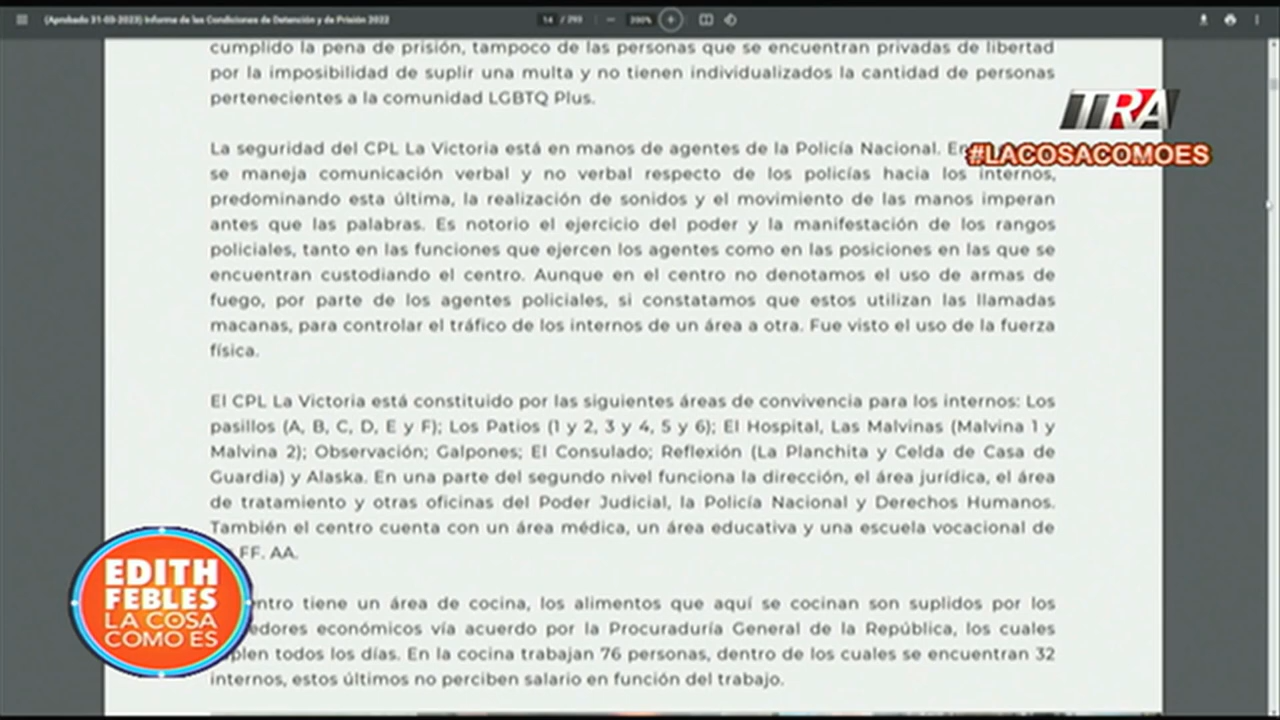 (Aprobado 31-03-2023) Informe de las Condiciones de Detención y de Prisión 2022
14 / 293
200%
cumplido la pena de prisión, tampoco de las personas que se encuentran privadas de libertad
por la imposibilidad de suplir una multa y no tienen individualizados la cantidad de personas
pertenecientes a la comunidad LGBTQ Plus.
TRA
#LACOSACOMOES
La seguridad del CPL La Victoria está en manos de agentes de la Policía Nacional.
se maneja comunicación verbal y no verbal respecto de los policías hacia los internos,
predominando esta última, la realización de sonidos y el movimiento de las manos imperan
antes que las palabras. Es notorio el ejercicio del poder y la manifestación de los rangos
policiales, tanto en las funciones que ejercen los agentes como en las posiciones en las que se
encuentran custodiando el centro. Aunque en el centro no denotamos el uso de armas de
fuego, por parte de los agentes policiales, si constatamos que estos utilizan las llamadas
macanas, para controlar el tráfico de los internos de un área a otra. Fue visto el uso de la fuerza
física.
El CPL La Victoria está constituido por las siguientes áreas de convivencia para los internos: Los
pasillos (A, B, C, D, E y F); Los Patios (1 y 2, 3 y 4, 5 y 6); El Hospital, Las Malvinas (Malvina 1 y
Malvina 2); Observación; Galpones; El Consulado; Reflexión (La Planchita y Celda de Casa de
Guardia) y Alaska. En una parte del segundo nivel funciona la dirección, el área jurídica, el área
de tratamiento y otras oficinas del Poder Judicial, la Policía Nacional y Derechos Humanos.
También el centro cuenta con un área médica, un área educativa y una escuela vocacional de
FF. AA.
tiene un área de cocina, los alimentos que aquí se cocinan son suplidos por los
económicos vía acuerdo por la Procuraduría General de la República, los cuales
todos los días. En la cocina trabajan 76 personas, dentro de los cuales se encuentran 32
internos, estos últimos no perciben salario en función del trabajo.
EDITH
FEBLES
LA COSA
COMO ES